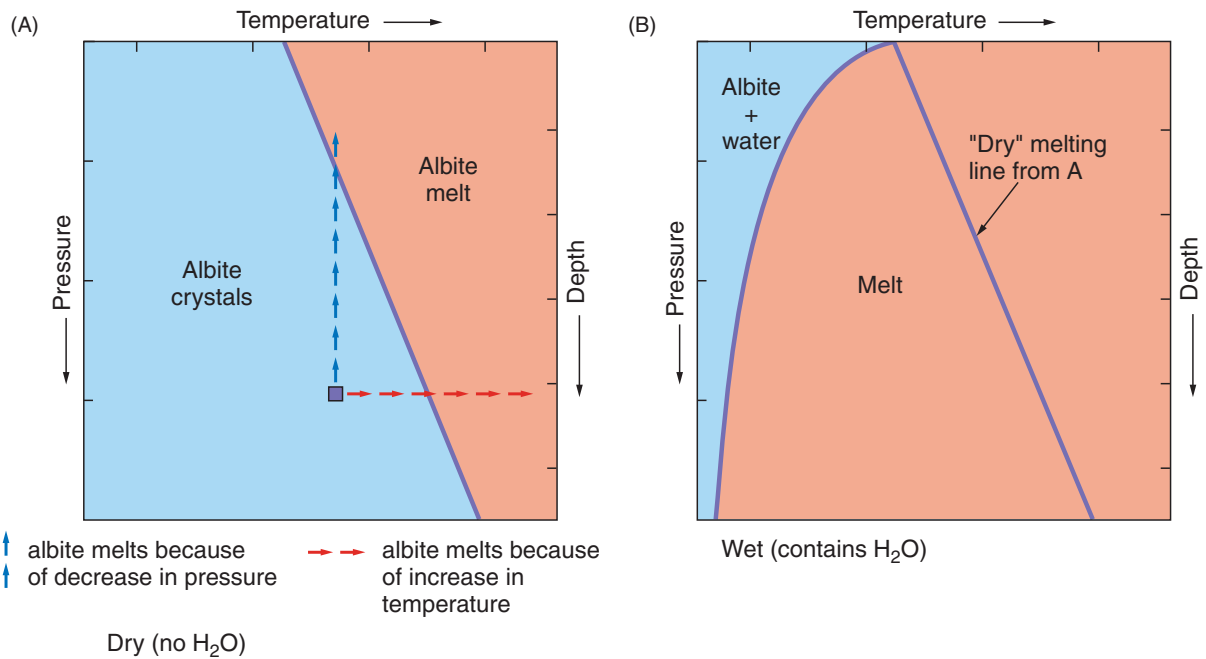 (A)
Temperature
Albite
melt
Albite
crystals
Pressure
Depth
albite melts because
of decrease in pressure
albite melts because
of increase in
temperature
Dry (no H₂O)
(B)
Temperature
Albite
+
water
"Dry" melting
line from A
Melt
Pressure
Depth
Wet (contains H₂O)